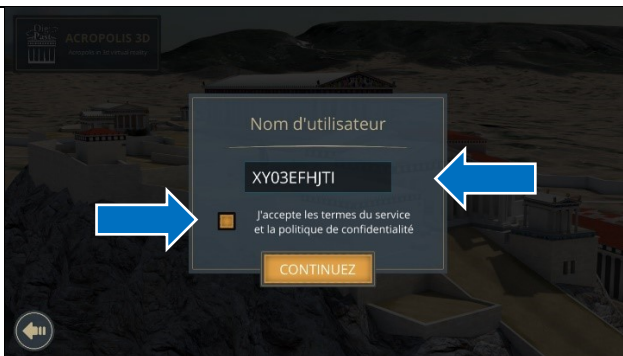 ACROPOLIS 3D
Nom d'utilisateur
XY03EFHJTI
J'accepte les termes du service
et la politique de confidentialité
CONTINUEZ